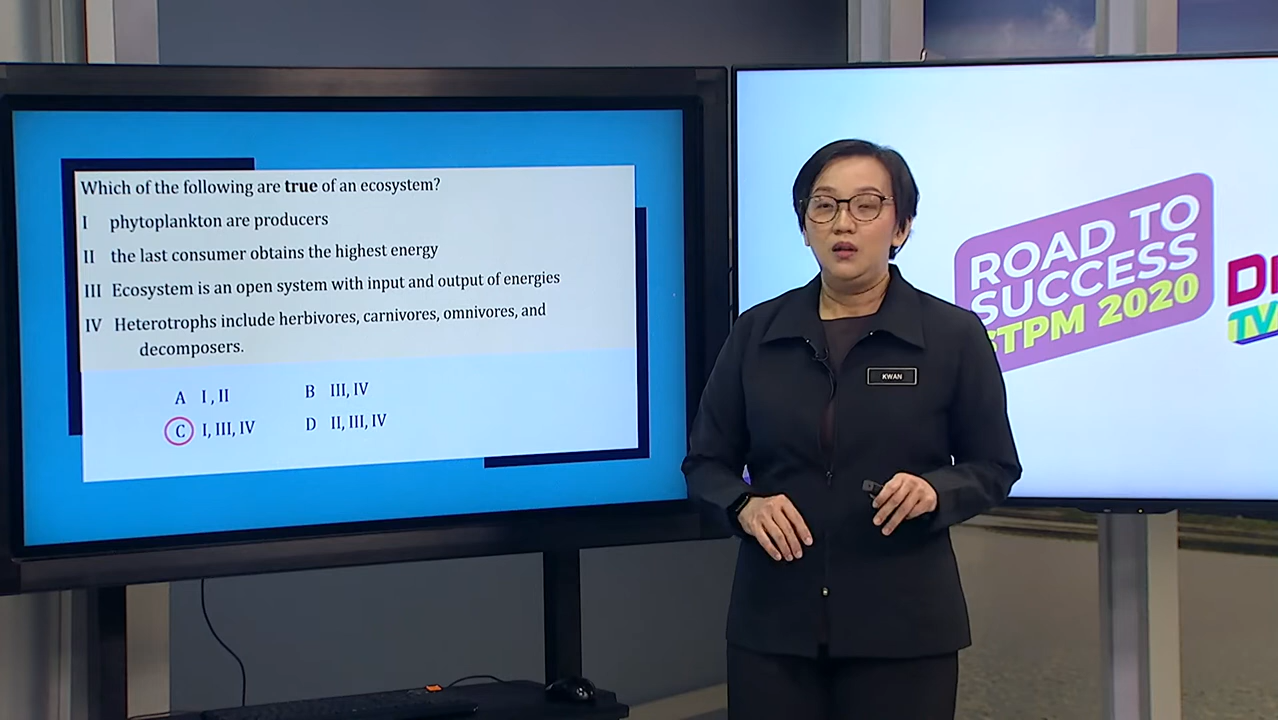 Which of the following are true of an ecosystem?
I phytoplankton are producers
II the last consumer obtains the highest energy
III Ecosystem is an open system with input and output of energies
IV Heterotrophs include herbivores, carnivores, omnivores, and
decomposers.
A I, II B III, IV
C I, III, IV D II, III, IV
KWAN
ROAD TO
SUCCESS
STPM 2020
TV